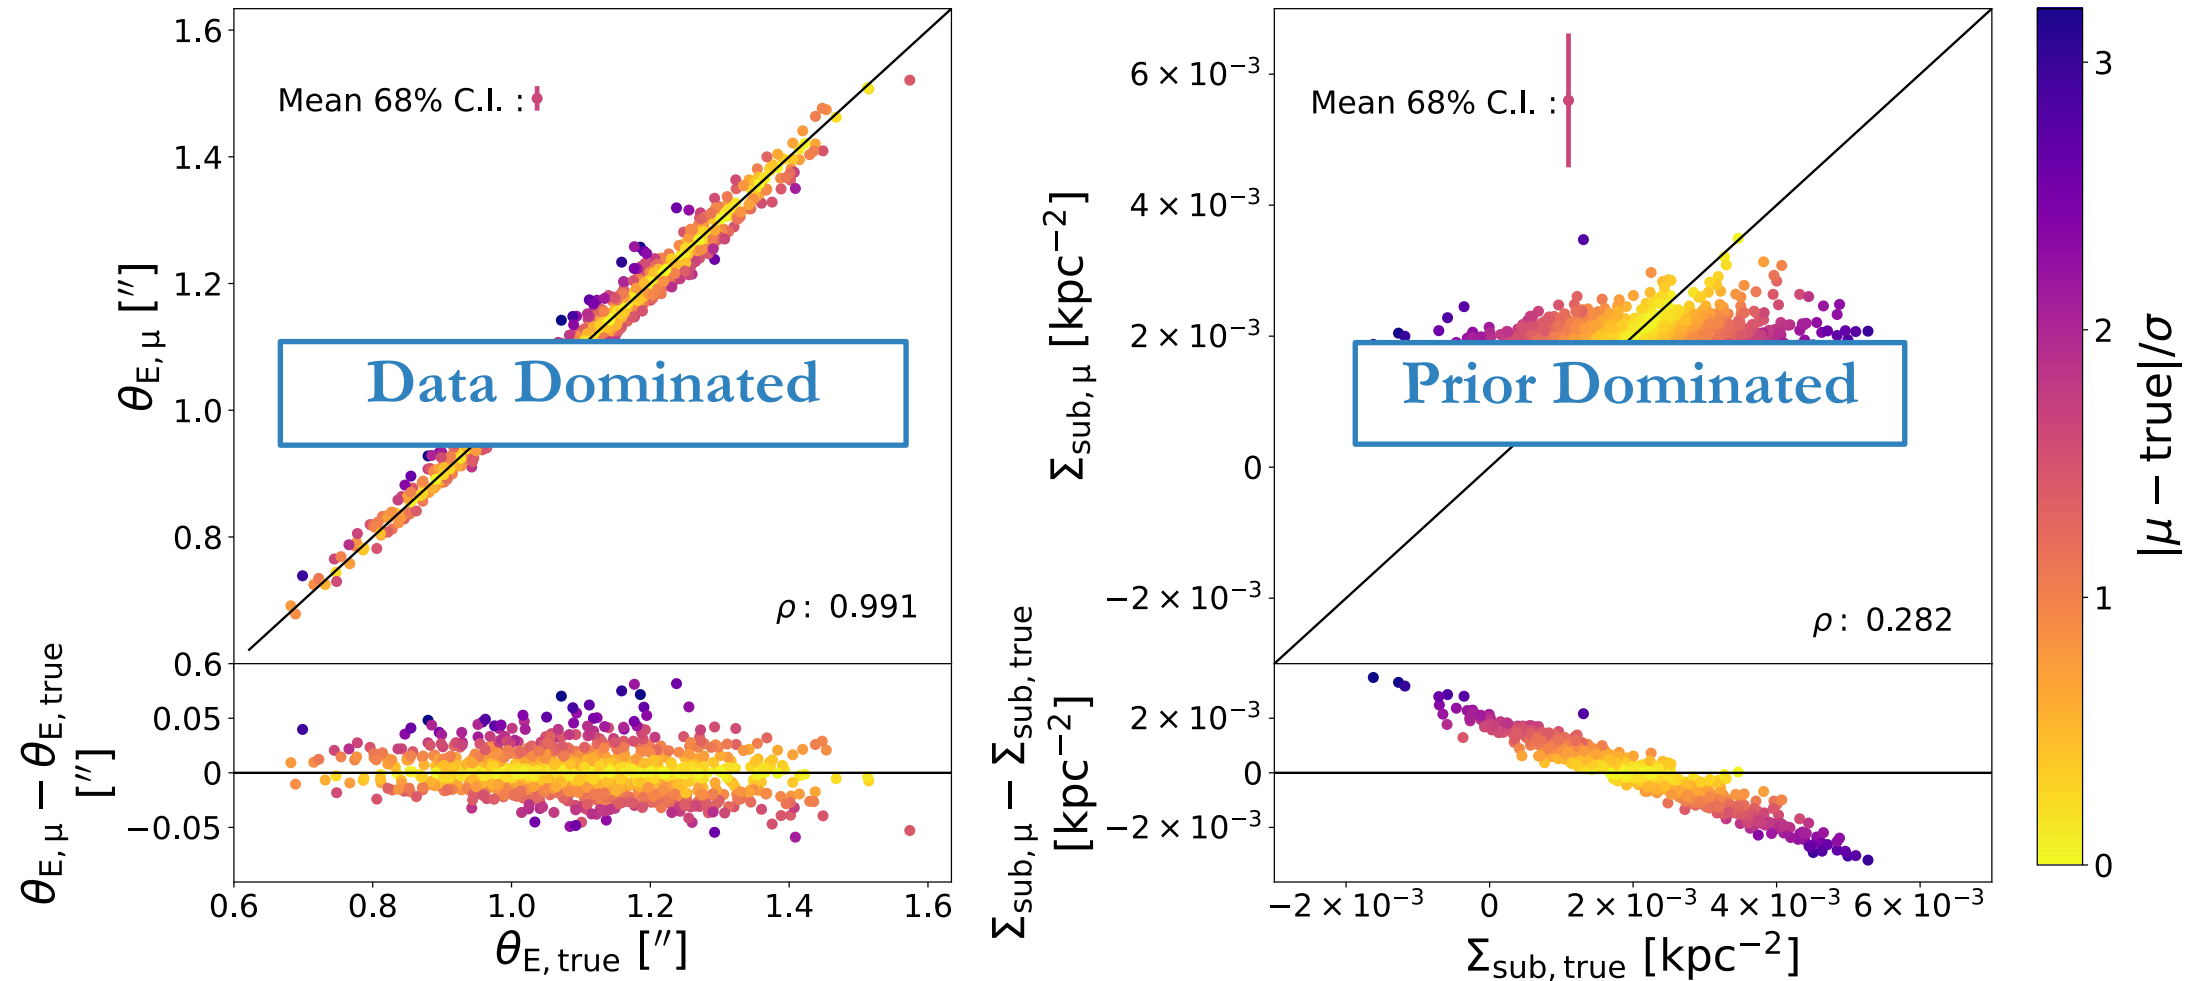 1.6
1.4
1.2
1.0
0.8
0.6
θE, μ [″]
Mean 68% C.I. :
Data Dominated
ρ : 0.991
0.05
0
−0.05
θE, μ − θE, true
[″]
0.6 0.8 1.0 1.2 1.4 1.6
θE, true [″]
6 × 10−3
4 × 10−3
2 × 10−3
0
−2 × 10−3
Σsub, μ [kpc−2]
Mean 68% C.I. :
Prior Dominated
ρ : 0.282
2 × 10−3
0
−2 × 10−3
Σsub, μ − Σsub, true
[kpc−2]
−2 × 10−3 0 2 × 10−3 4 × 10−3 6 × 10−3
Σsub, true [kpc−2]
3
2
1
0
|μ − true|/σ